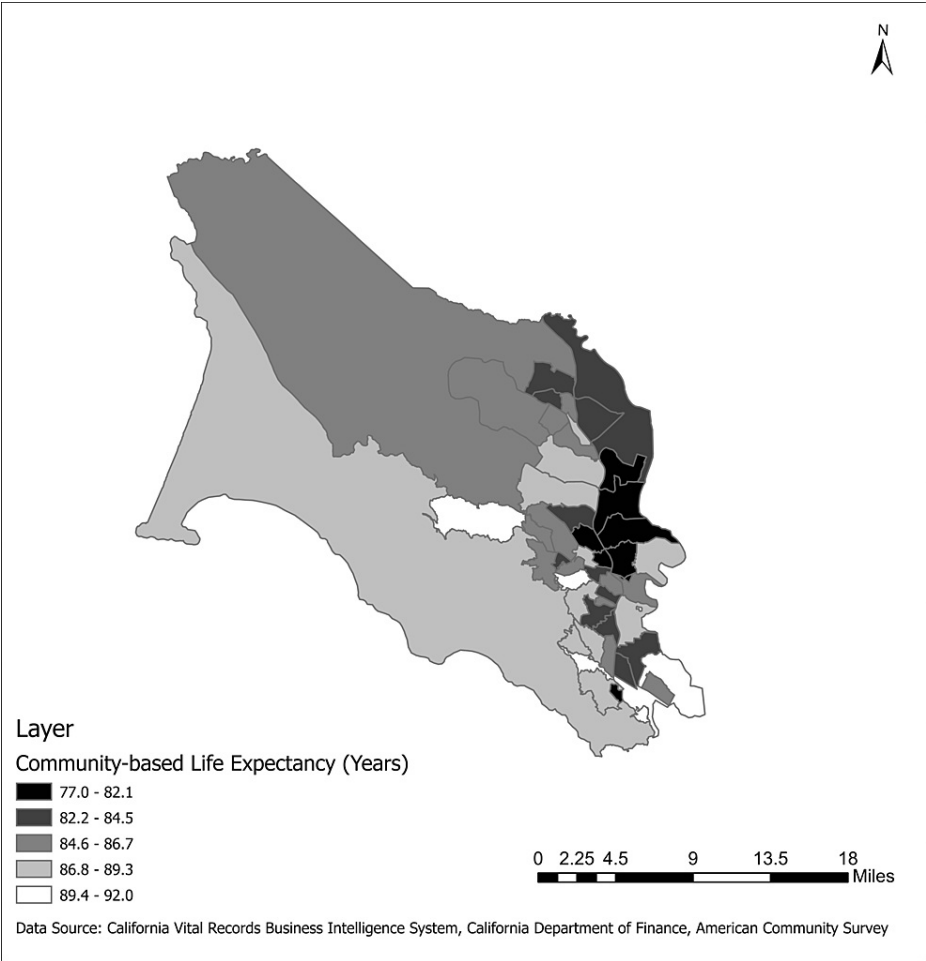 N
Layer
Community-based Life Expectancy (Years)
77.0 - 82.1
82.2 - 84.5
84.6 - 86.7
86.8 - 89.3
89.4 - 92.0
0 2.25 4.5 9 13.5 18
Miles
Data Source: California Vital Records Business Intelligence System, California Department of Finance, American Community Survey